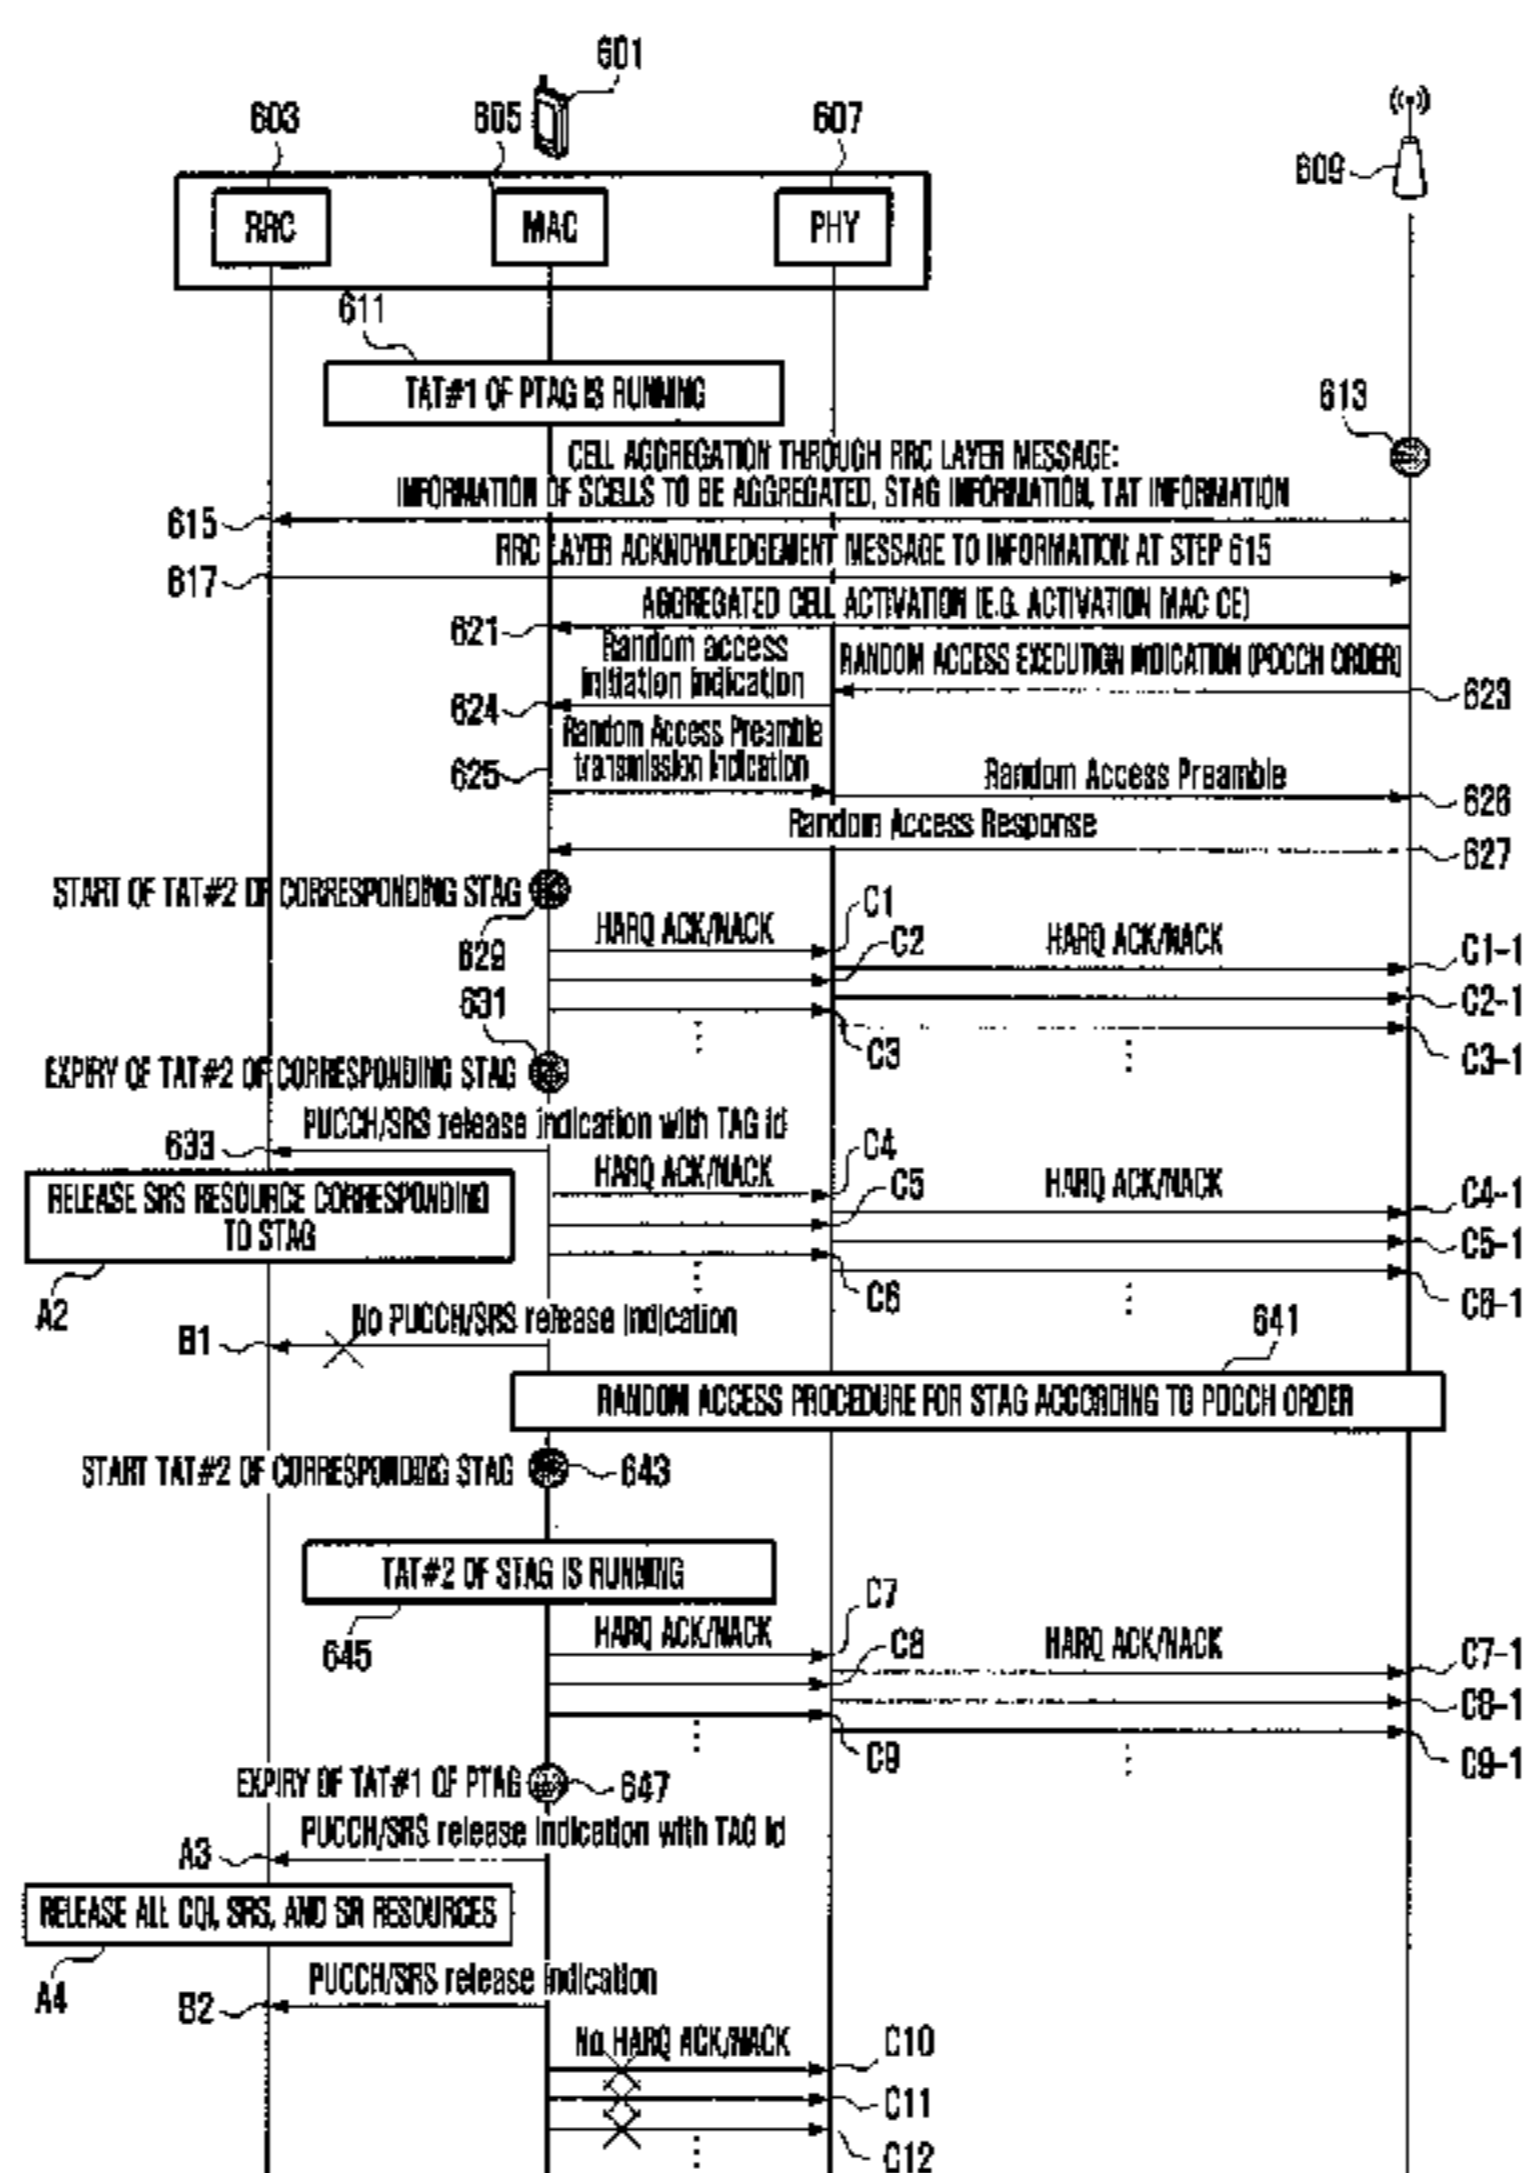 601
603
605
607
609
RRC
MAC
PHY
611
TAT#1 OF PTAG IS RUNNING
613
CELL AGGREGATION THROUGH RRC LAYER MESSAGE:
INFORMATION OF SCELLS TO BE AGGREGATED, STAG INFORMATION, TAT INFORMATION
615
RRC LAYER ACKNOWLEDGEMENT MESSAGE TO INFORMATION AT STEP 615
617
AGGREGATED CELL ACTIVATION (E.G. ACTIVATION MAC CE)
621
Random access
initiation indication
RANDOM ACCESS EXECUTION INDICATION (PDCCH ORDER)
623
624
Random Access Preamble
transmission indication
625
Random Access Preamble
626
Random Access Response
627
START OF TAT#2 OF CORRESPONDING STAG
629
HARQ ACK/NACK
C1
C2
HARQ ACK/NACK
C1-1
C2-1
631
C3
C3-1
EXPIRY OF TAT#2 OF CORRESPONDING STAG
PUCCH/SRS release indication with TAG id
633
HARQ ACK/NACK
C4
C5
HARQ ACK/NACK
C4-1
C5-1
RELEASE SRS RESOURCE CORRESPONDING
TO STAG
A2
C6
C6-1
No PUCCH/SRS release indication
B1
641
RANDOM ACCESS PROCEDURE FOR STAG ACCORDING TO PDCCH ORDER
START TAT#2 OF CORRESPONDING STAG
643
TAT#2 OF STAG IS RUNNING
645
HARQ ACK/NACK
C7
C8
HARQ ACK/NACK
C7-1
C8-1
C9
C9-1
EXPIRY OF TAT#1 OF PTAG
647
PUCCH/SRS release indication with TAG id
A3
RELEASE ALL CQI, SRS, AND SR RESOURCES
A4
PUCCH/SRS release indication
B2
No HARQ ACK/NACK
C10
C11
C12